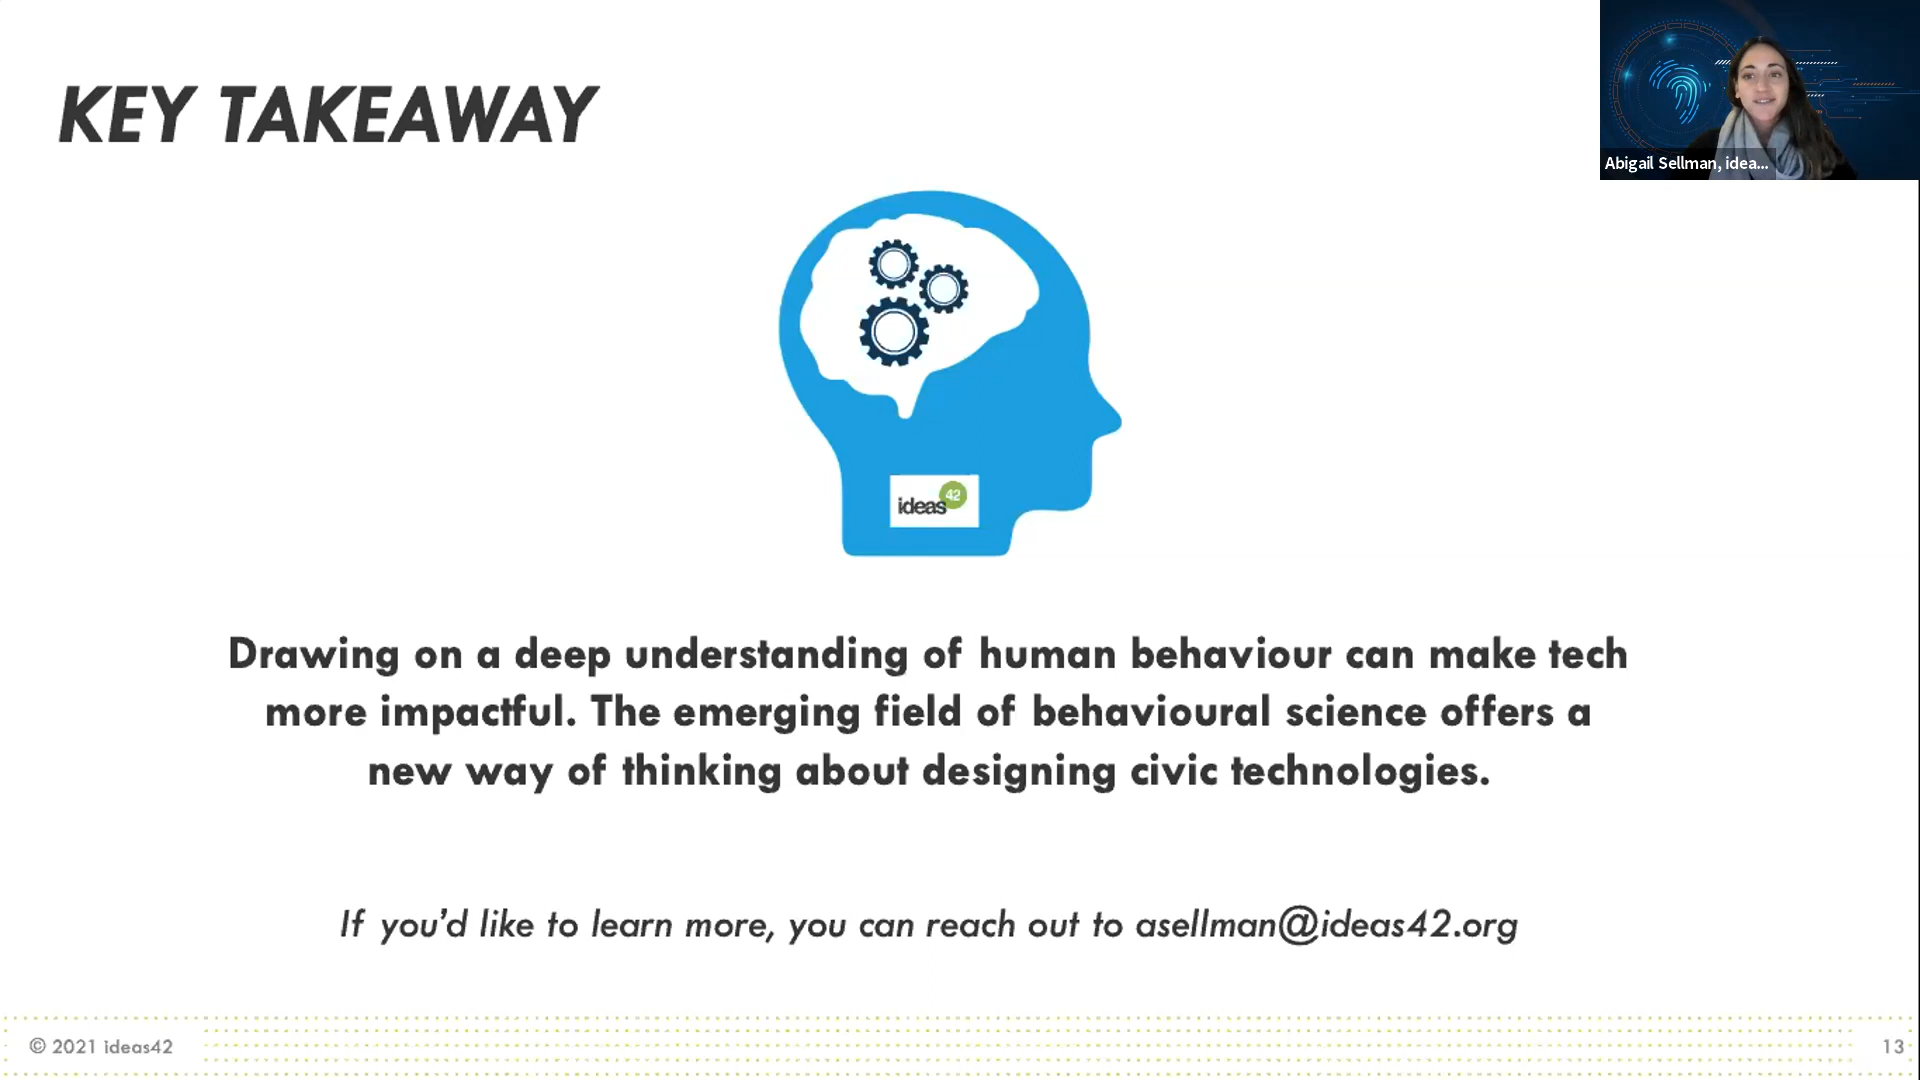 KEY TAKEAWAY
Abigail Sellman, idea...
ideas42
Drawing on a deep understanding of human behaviour can make tech
more impactful. The emerging field of behavioural science offers a
new way of thinking about designing civic technologies.
If you’d like to learn more, you can reach out to asellman@ideas42.org
© 2021 ideas42
13